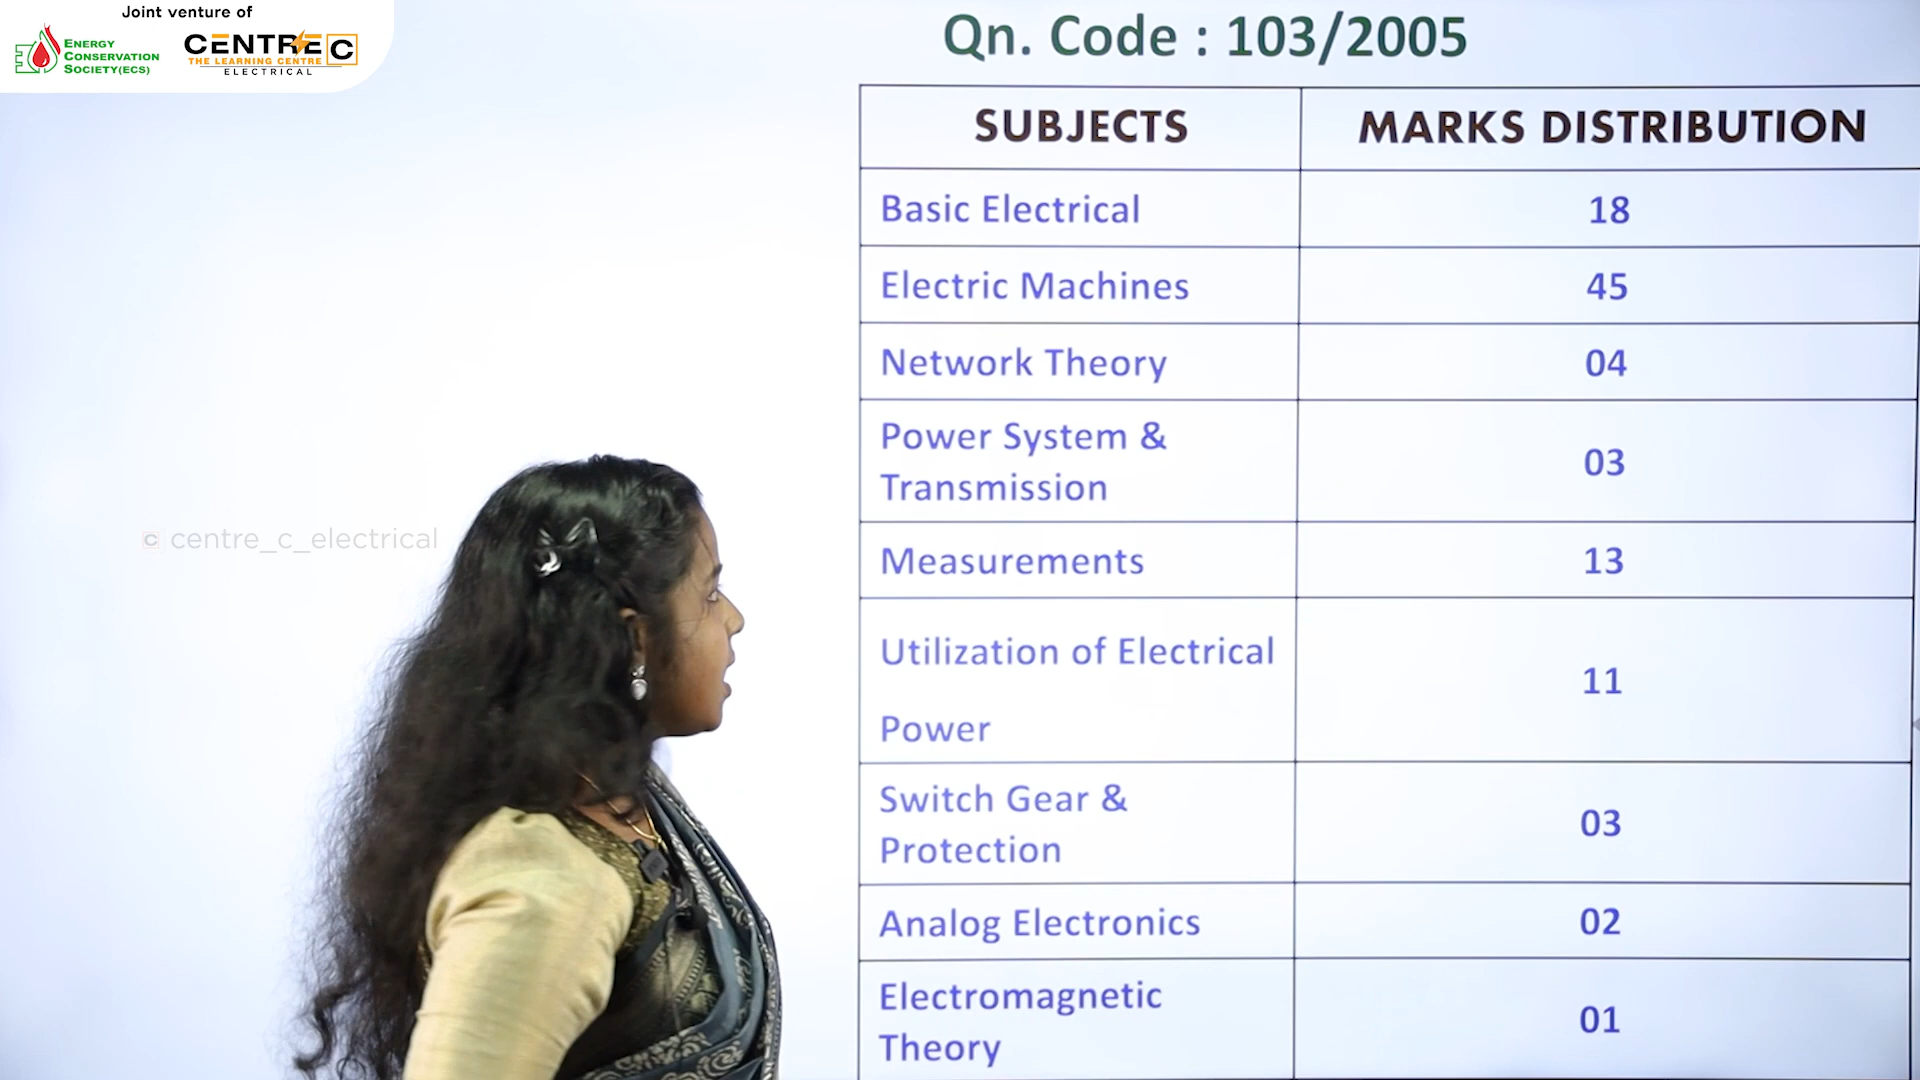 Joint venture of
ENERGY
CONSERVATION
SOCIETY(ECS)
CENTRE C
THE LEARNING CENTRE
ELECTRICAL
Qn. Code : 103/2005
SUBJECTS MARKS DISTRIBUTION
Basic Electrical 18
Electric Machines 45
Network Theory 04
Power System &
Transmission 03
Measurements 13
Utilization of Electrical
Power 11
Switch Gear &
Protection 03
Analog Electronics 02
Electromagnetic
Theory 01
C centre_c_electrical